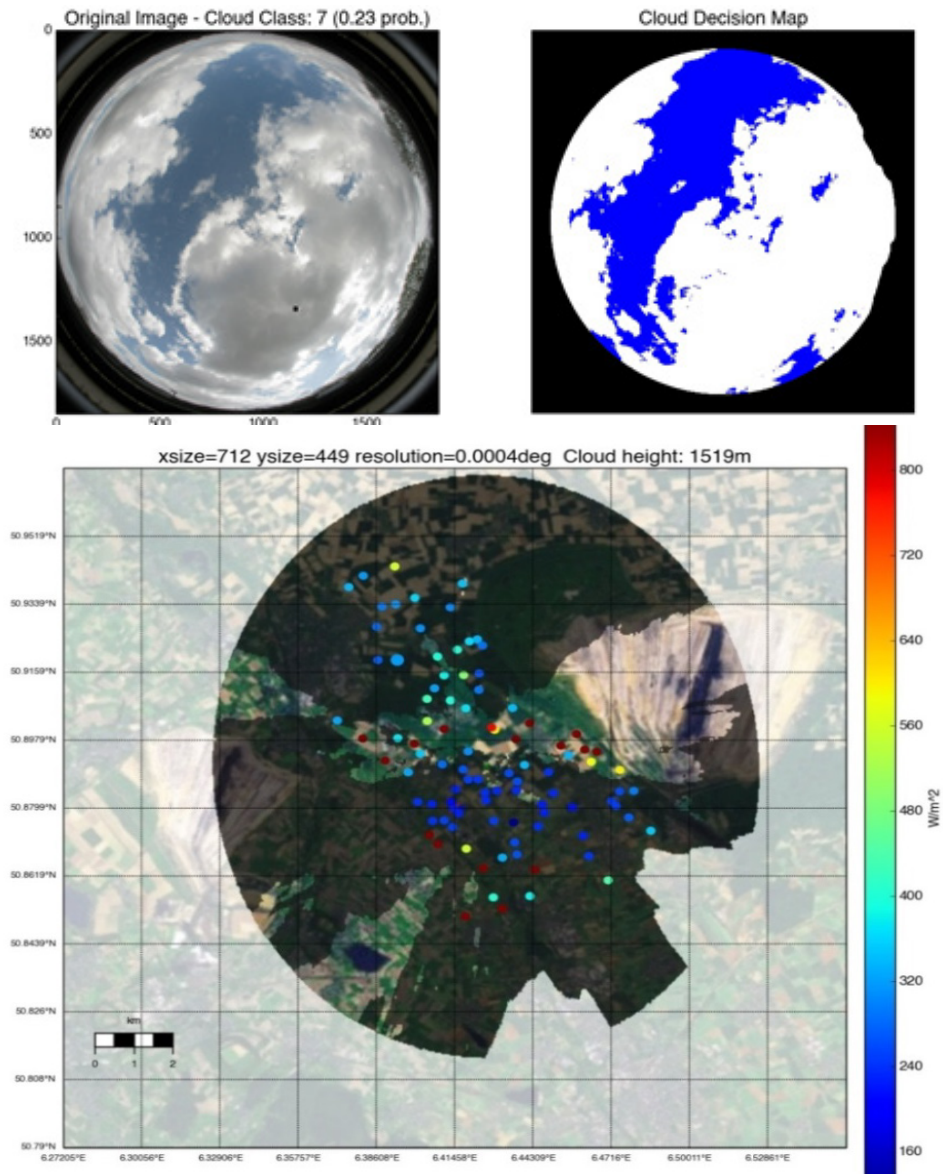 Original Image - Cloud Class: 7 (0.23 prob.)
Cloud Decision Map
0
500
1000
1500
0 500 1000 1500
xsize=712 ysize=449 resolution=0.0004deg Cloud height: 1519m
50.9519°N
50.9339°N
50.9159°N
50.8979°N
50.8799°N
50.8619°N
50.8439°N
50.826°N
50.808°N
50.79°N
km
0 1 2
6.27205°E 6.30056°E 6.32906°E 6.35757°E 6.38608°E 6.41458°E 6.44309°E 6.4716°E 6.50011°E 6.52861°E
800
720
640
560
480
400
320
240
160
W/m^2